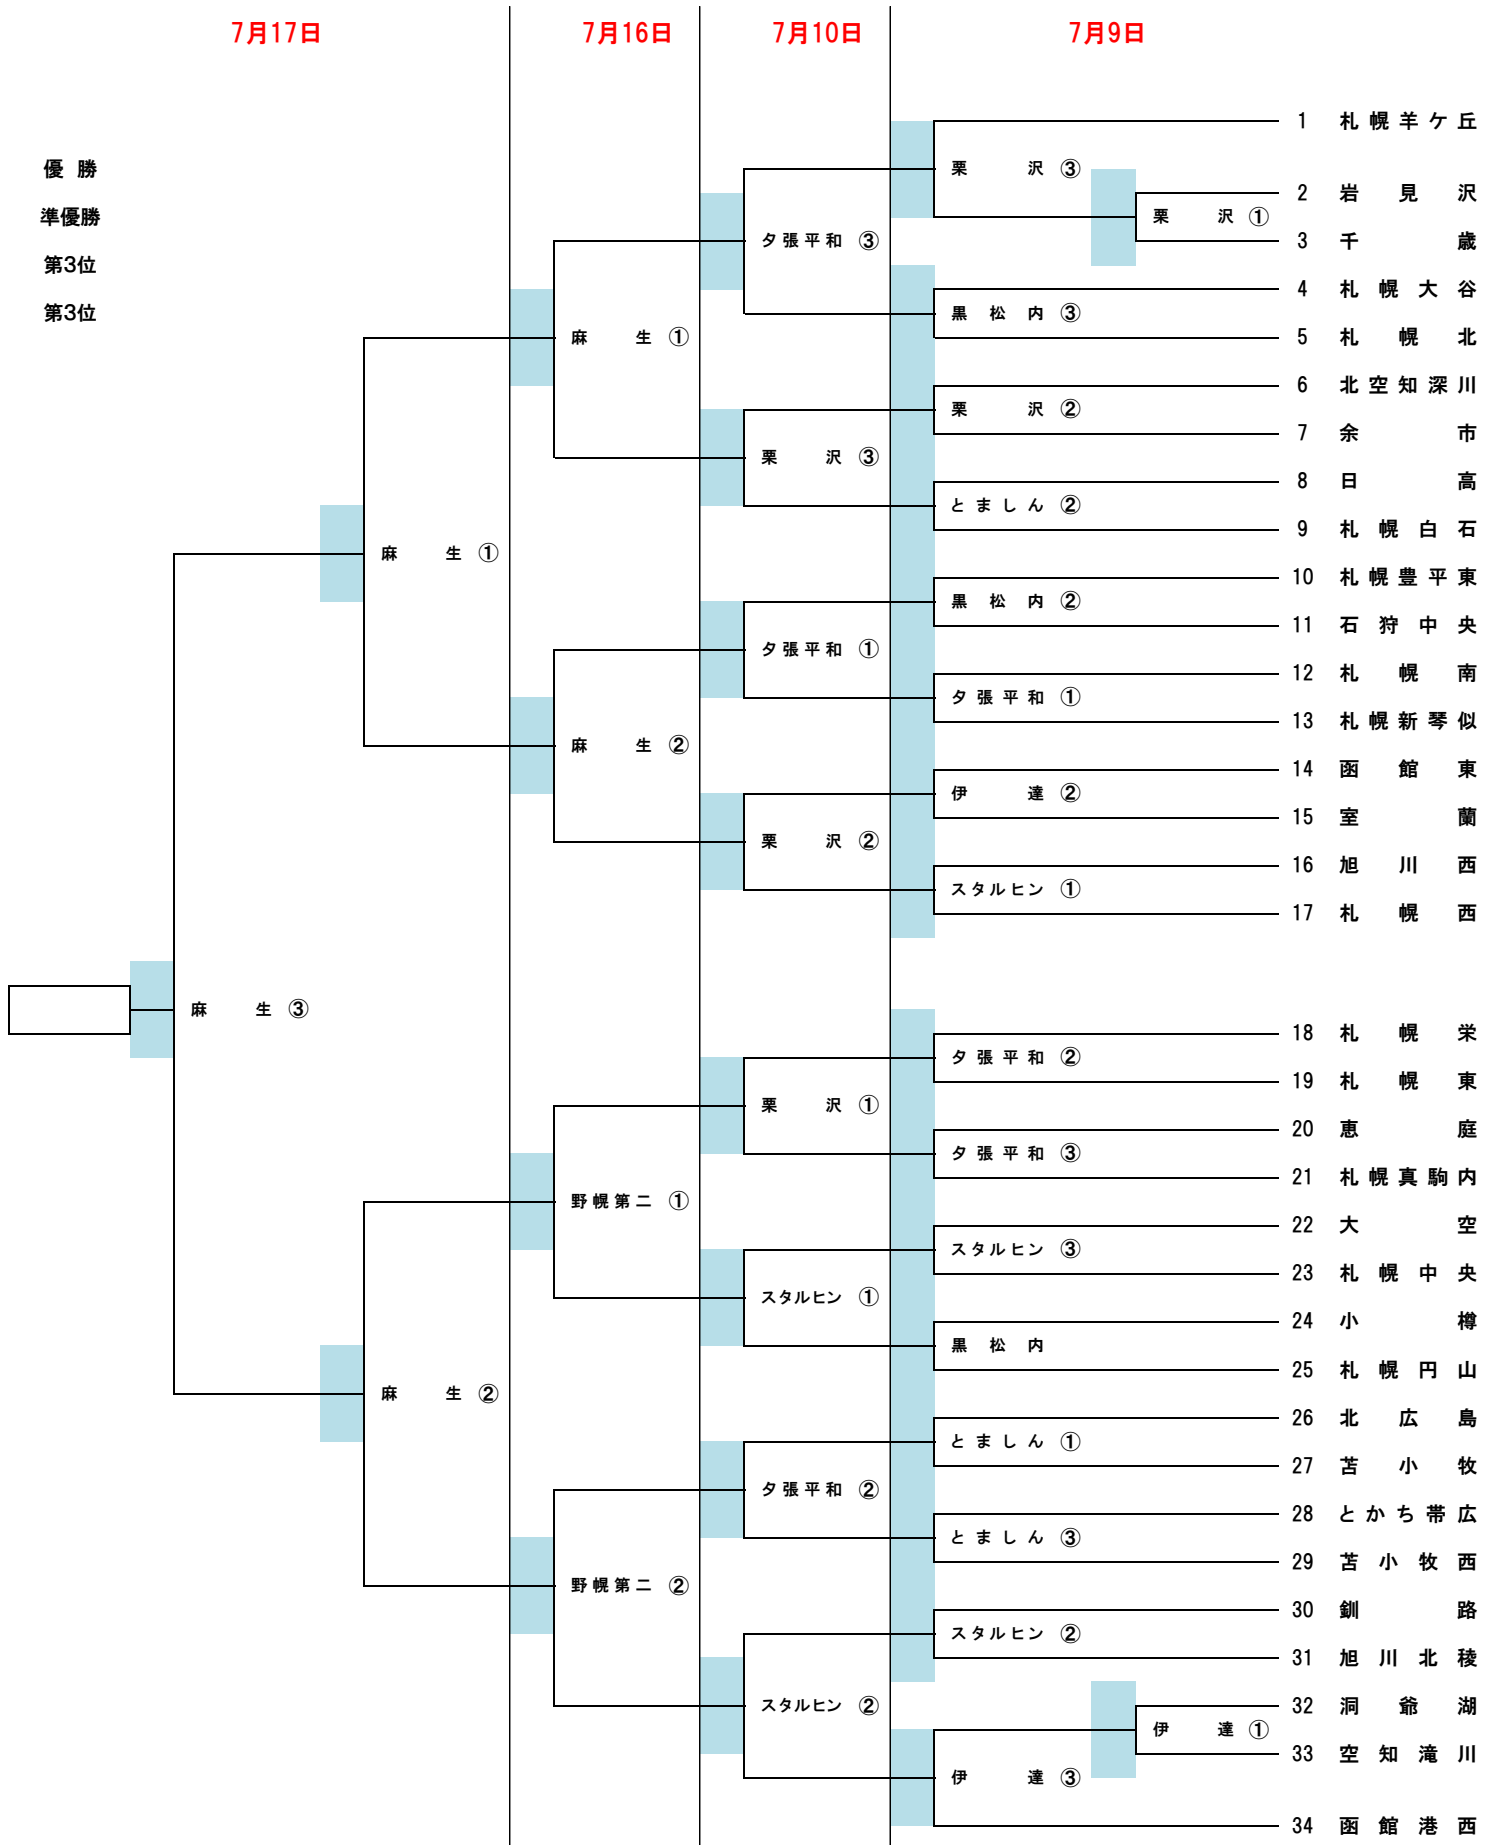 7月17日 7月16日 7月10日 7月9日
優勝
準優勝
第3位
第3位
1 札幌羊ケ丘
栗沢 ③
2 岩見沢
栗沢 ①
3 千歳
夕張平和 ③
4 札幌大谷
黒松内 ③
5 札幌北
麻生 ①
6 北空知深川
栗沢 ②
7 余市
栗沢 ③
8 日高
とましん ②
9 札幌白石
麻生 ①
10 札幌豊平東
黒松内 ②
11 石狩中央
夕張平和 ①
12 札幌南
夕張平和 ①
13 札幌新琴似
麻生 ②
14 函館東
伊達 ②
15 室蘭
栗沢 ②
16 旭川西
スタルヒン ①
17 札幌西
麻生 ③
18 札幌栄
夕張平和 ②
19 札幌東
栗沢 ①
20 恵庭
夕張平和 ③
21 札幌真駒内
野幌第二 ①
22 大空
スタルヒン ③
23 札幌中央
スタルヒン ①
24 小樽
黒松内
25 札幌円山
麻生 ②
26 北広島
とましん ①
27 苫小牧
夕張平和 ②
28 とかち帯広
とましん ③
29 苫小牧西
野幌第二 ②
30 釧路
スタルヒン ②
31 旭川北稜
スタルヒン ②
32 洞爺湖
伊達 ①
33 空知滝川
伊達 ③
34 函館港西